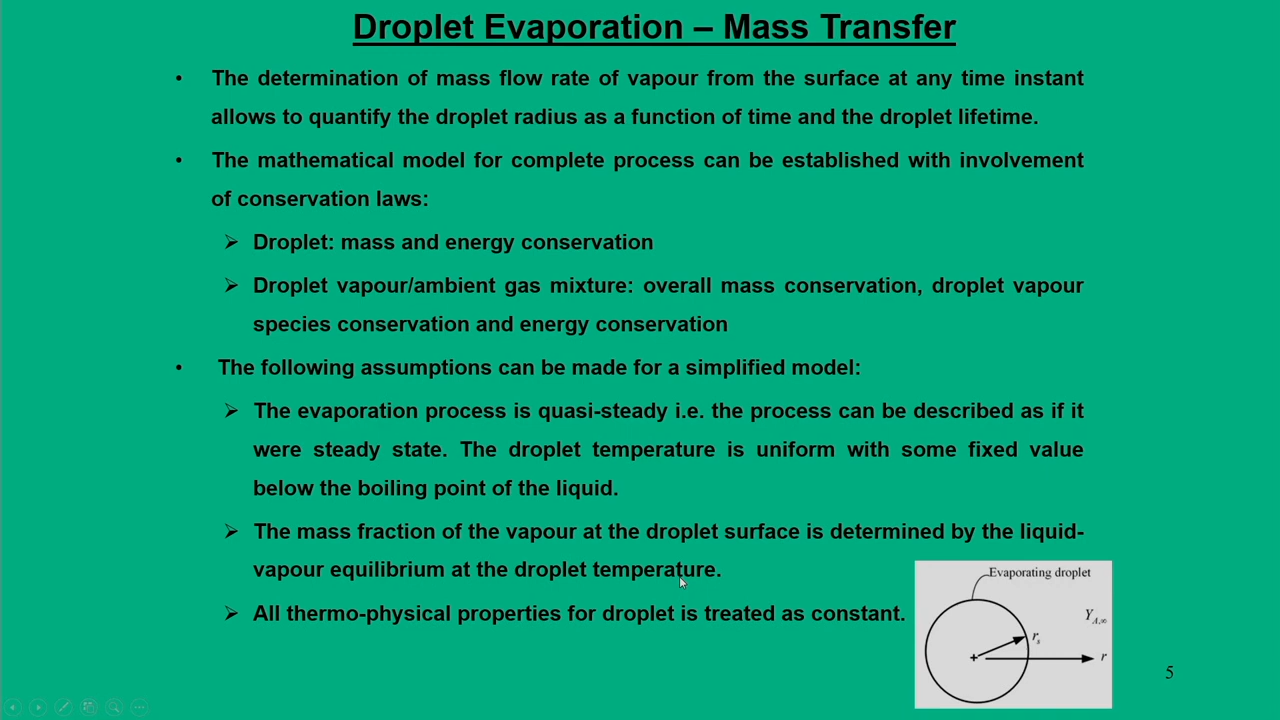 Droplet Evaporation – Mass Transfer
• The determination of mass flow rate of vapour from the surface at any time instant
allows to quantify the droplet radius as a function of time and the droplet lifetime.
• The mathematical model for complete process can be established with involvement
of conservation laws:
➢ Droplet: mass and energy conservation
➢ Droplet vapour/ambient gas mixture: overall mass conservation, droplet vapour
species conservation and energy conservation
• The following assumptions can be made for a simplified model:
➢ The evaporation process is quasi-steady i.e. the process can be described as if it
were steady state. The droplet temperature is uniform with some fixed value
below the boiling point of the liquid.
➢ The mass fraction of the vapour at the droplet surface is determined by the liquid-
vapour equilibrium at the droplet temperature.
➢ All thermo-physical properties for droplet is treated as constant.
Evaporating droplet
Y_{A,∞}
r_s
r
5